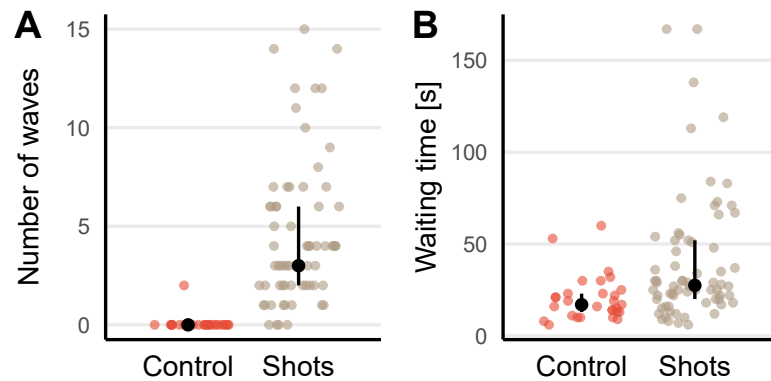 A
Number of waves
15
10
5
0
Control
Shots
B
Waiting time [s]
150
100
50
0
Control
Shots